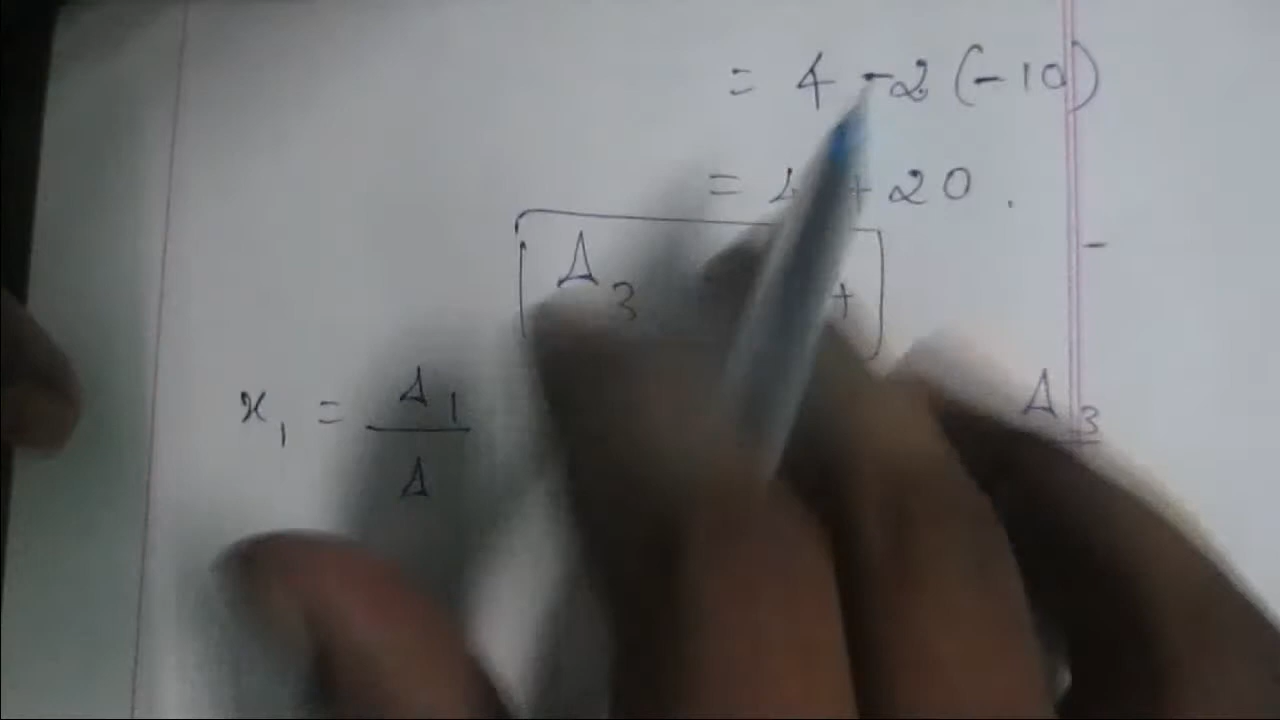 = 4 - 2 (-10)
= 4 + 20 .
Δ3
x1 = Δ1 / Δ
Δ3